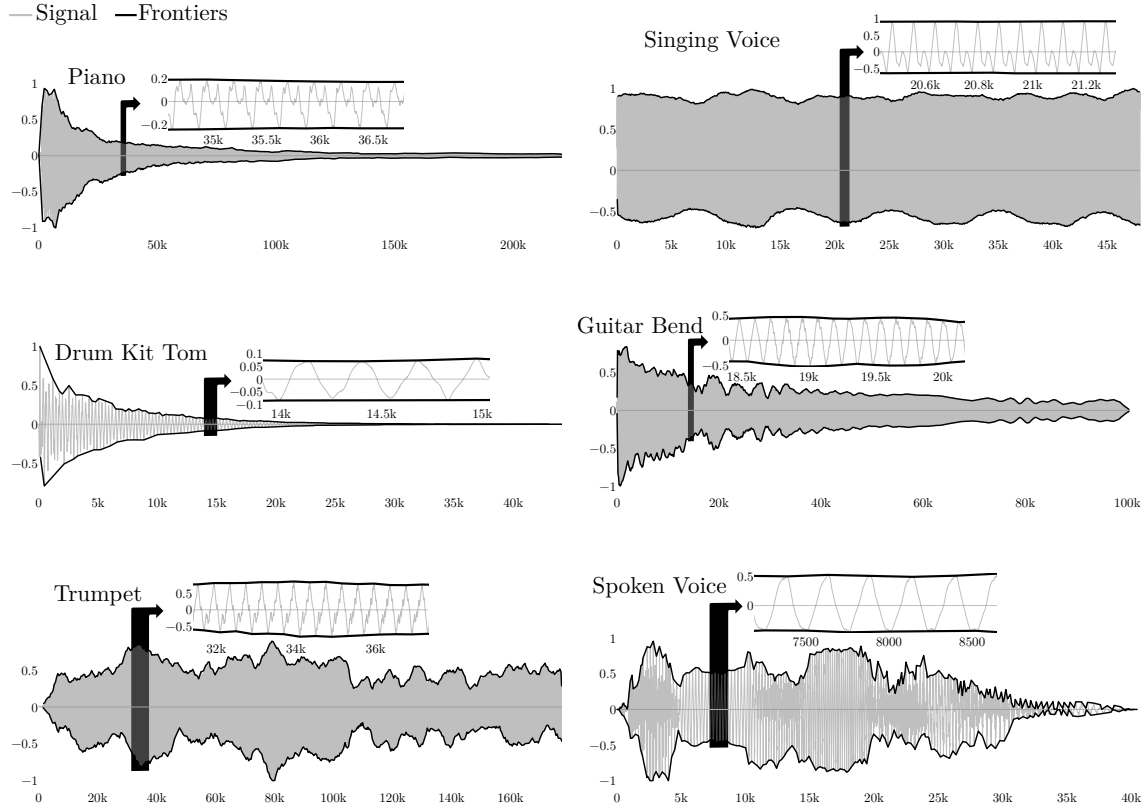 Signal Frontiers
Piano
0.2
0
−0.2
35k 35.5k 36k 36.5k
1
0.5
0
−0.5
−1
0 50k 100k 150k 200k
Singing Voice
1
0.5
0
−0.5
20.6k 20.8k 21k 21.2k
1
0.5
0
−0.5
0 5k 10k 15k 20k 25k 30k 35k 40k 45k
Drum Kit Tom
0.1
0.05
0
−0.05
−0.1
14k 14.5k 15k
1
0.5
0
−0.5
0 5k 10k 15k 20k 25k 30k 35k 40k
Guitar Bend
0.5
0
−0.5
18.5k 19k 19.5k 20k
1
0.5
0
−0.5
−1
0 20k 40k 60k 80k 100k
Trumpet
0.5
0
−0.5
32k 34k 36k
0.5
0
−0.5
−1
0 20k 40k 60k 80k 100k 120k 140k 160k
Spoken Voice
0.5
0
7500 8000 8500
1
0.5
0
−0.5
−1
0 5k 10k 15k 20k 25k 30k 35k 40k